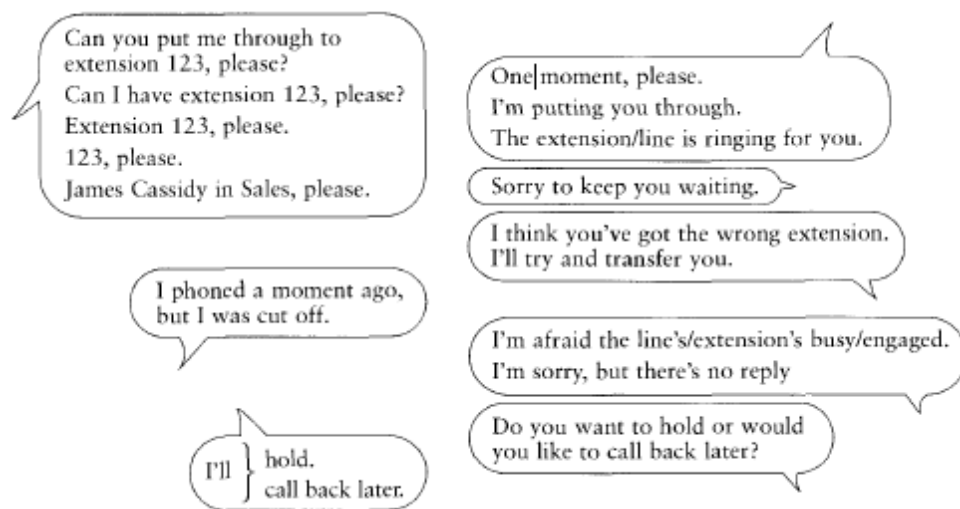 Can you put me through to
extension 123, please?
Can I have extension 123, please?
Extension 123, please.
123, please.
James Cassidy in Sales, please.
I phoned a moment ago,
but I was cut off.
I'll } hold.
call back later.
One moment, please.
I'm putting you through.
The extension/line is ringing for you.
Sorry to keep you waiting.
I think you've got the wrong extension.
I'll try and transfer you.
I'm afraid the line's/extension's busy/engaged.
I'm sorry, but there's no reply
Do you want to hold or would
you like to call back later?